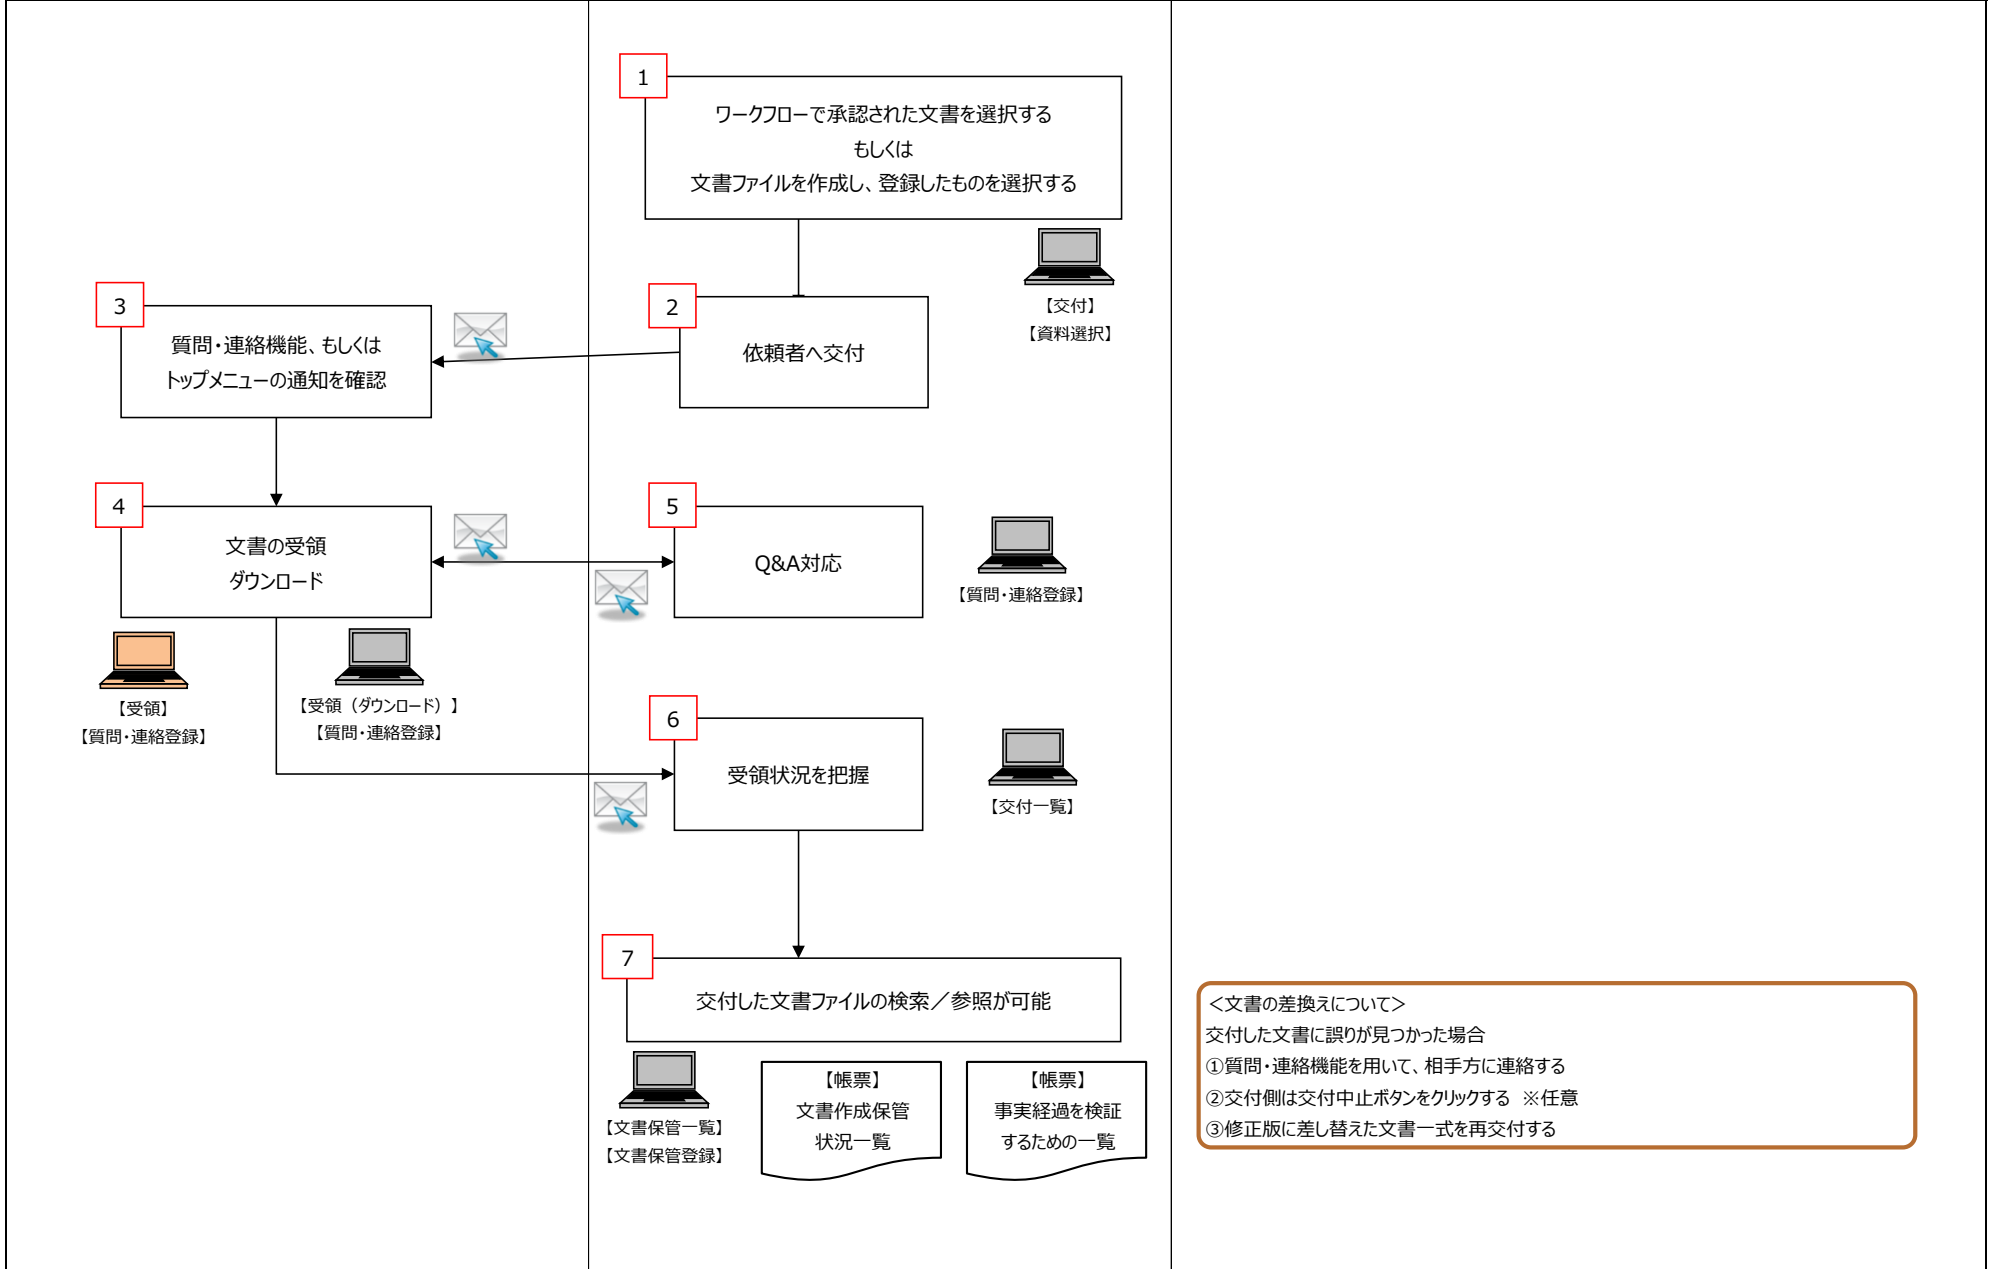 1
ワークフローで承認された文書を選択する
もしくは
文書ファイルを作成し、登録したものを選択する
【交付】
【資料選択】
2
依頼者へ交付
3
質問・連絡機能、もしくは
トップメニューの通知を確認
4
文書の受領
ダウンロード
【受領】
【質問・連絡登録】
【受領（ダウンロード）】
【質問・連絡登録】
5
Q&A対応
【質問・連絡登録】
6
受領状況を把握
【交付一覧】
7
交付した文書ファイルの検索／参照が可能
【文書保管一覧】
【文書保管登録】
【帳票】
文書作成保管
状況一覧
【帳票】
事実経過を検証
するための一覧
＜文書の差換えについて＞
交付した文書に誤りが見つかった場合
①質問・連絡機能を用いて、相手方に連絡する
②交付側は交付中止ボタンをクリックする ※任意
③修正版に差し替えた文書一式を再交付する